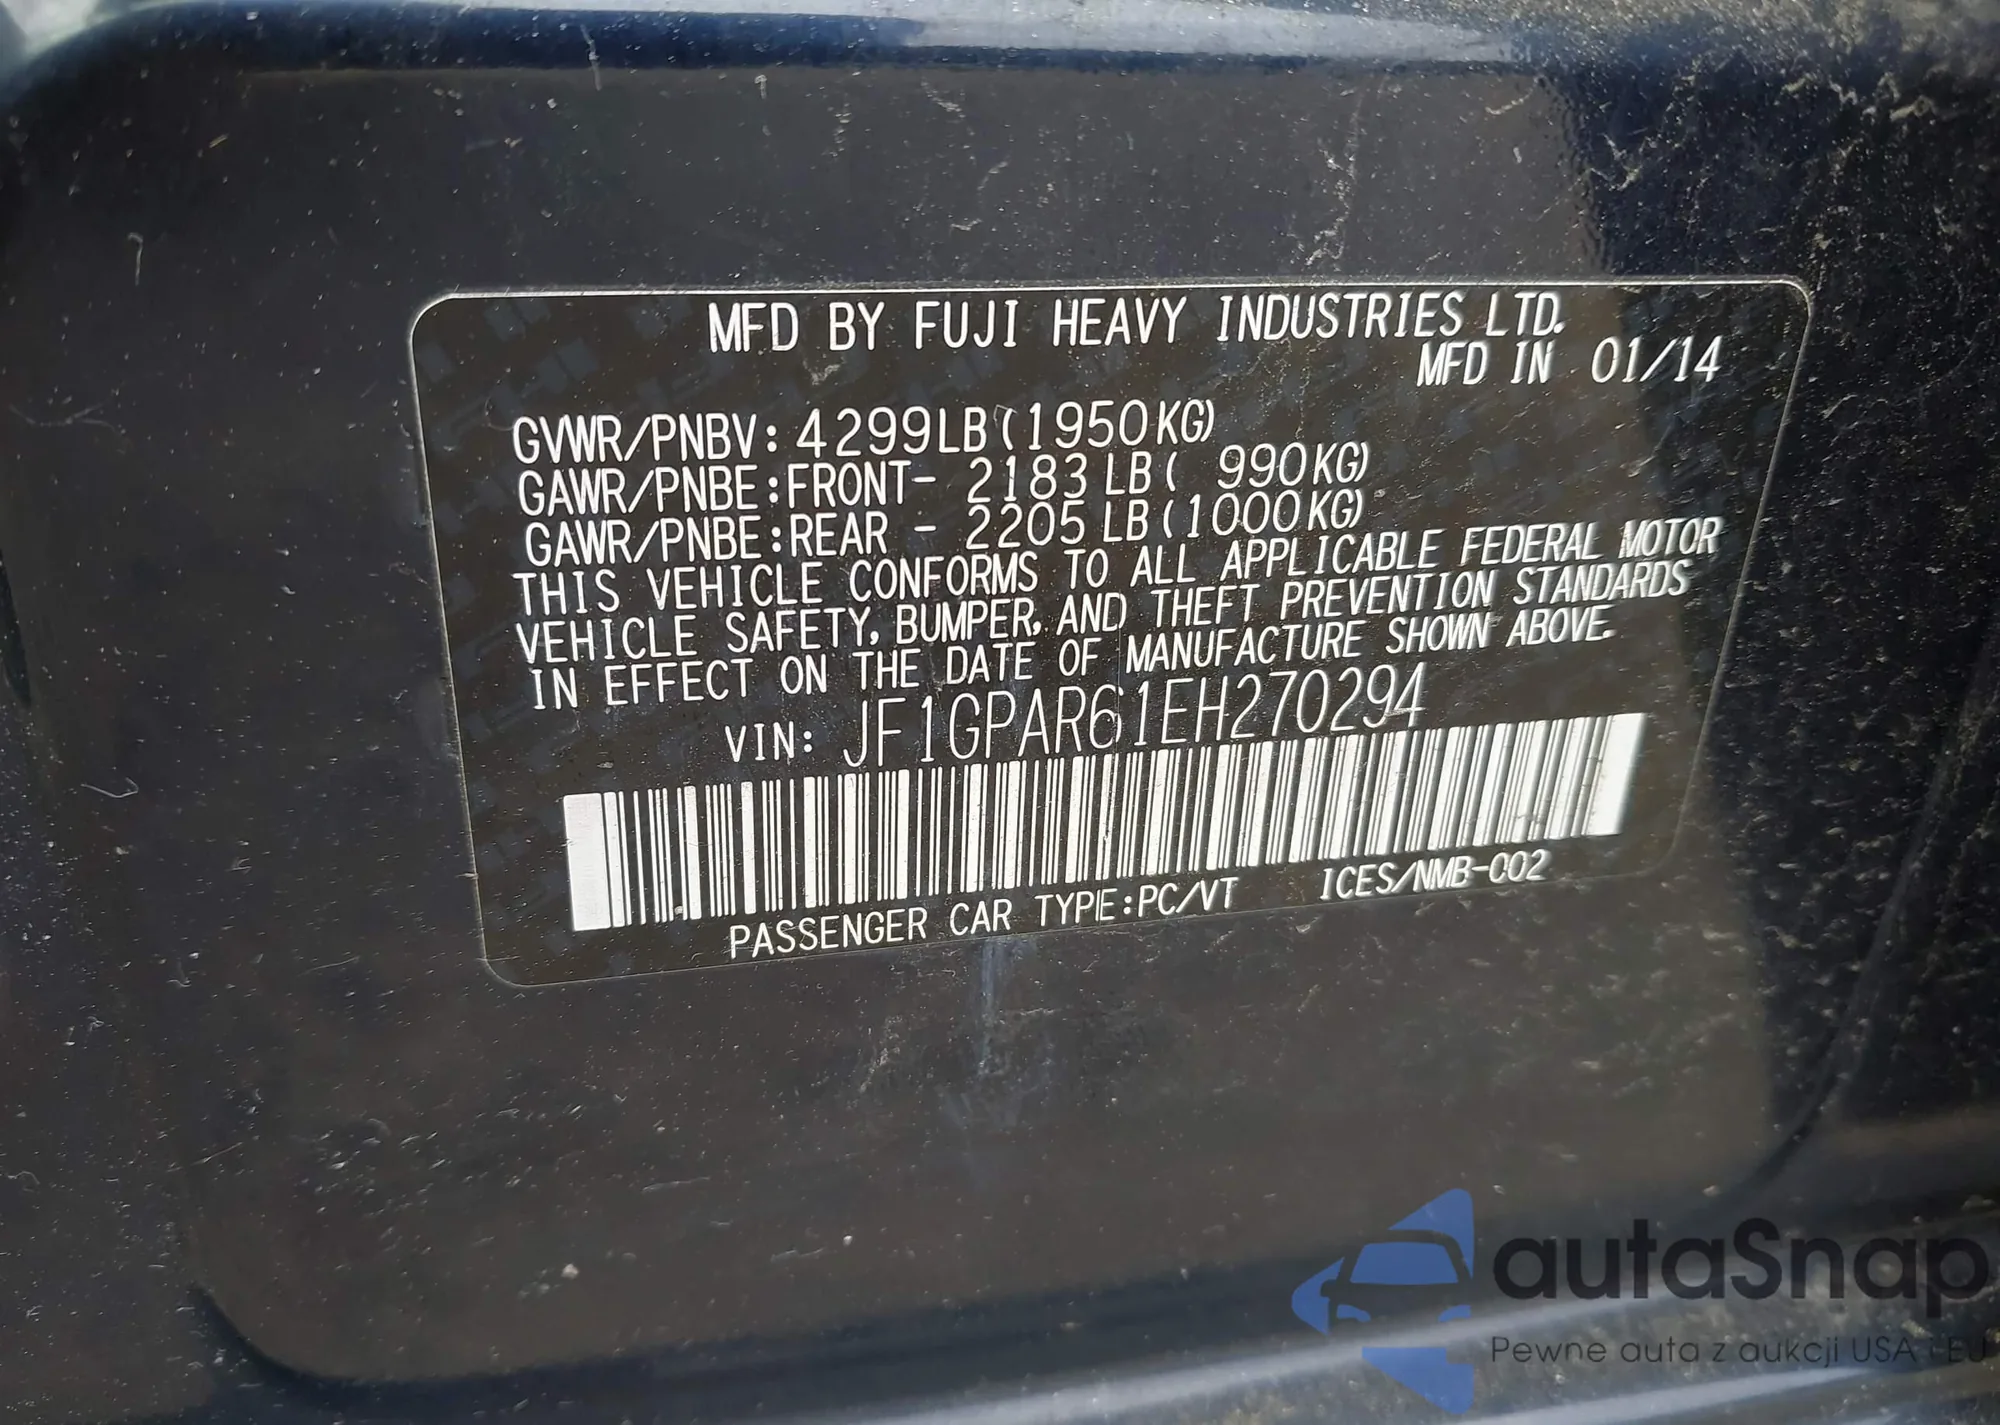 MFD BY FUJI HEAVY INDUSTRIES LTD.
MFD IN 01/14
GVWR/PNBV: 4299LB (1950KG)
GAWR/PNBE:FRONT- 2183 LB ( 990KG)
GAWR/PNBE:REAR - 2205 LB (1000KG)
THIS VEHICLE CONFORMS TO ALL APPLICABLE FEDERAL MOTOR
VEHICLE SAFETY, BUMPER, AND THEFT PREVENTION STANDARDS
IN EFFECT ON THE DATE OF MANUFACTURE SHOWN ABOVE.
VIN: JF1GPAR61EH270294
PASSENGER CAR TYPE:PC/VT ICES/NMB-002
autaSnap
Pewne auta z aukcji USA i EU